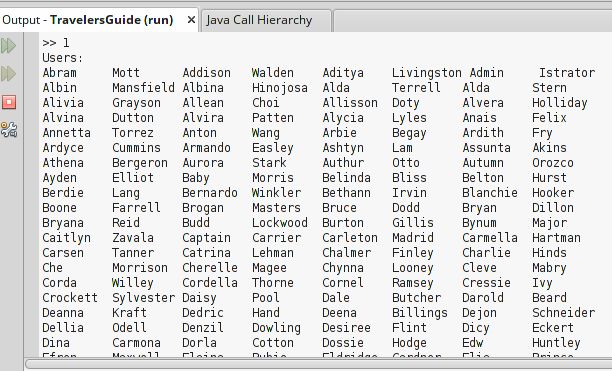 Output - TravelersGuide (run) × Java Call Hierarchy
>> 1
Users:
Abram Mott Addison Walden Aditya Livingston Admin Istrator
Albin Mansfield Albina Hinojosa Alda Terrell Alda Stern
Alivia Grayson Allean Choi Allisson Doty Alvera Holliday
Alvina Dutton Alvira Patten Alycia Lyles Anais Felix
Annetta Torrez Anton Wang Arbie Begay Ardith Fry
Ardyce Cummins Armando Easley Ashtyn Lam Assunta Akins
Athena Bergeron Aurora Stark Authur Otto Autumn Orozco
Ayden Elliot Baby Morris Belinda Bliss Belton Hurst
Berdie Lang Bernardo Winkler Bethann Irvin Blanchie Hooker
Boone Farrell Brogan Masters Bruce Dodd Bryan Dillon
Bryana Reid Budd Lockwood Burton Gillis Bynum Major
Caitlyn Zavala Captain Carrier Carleton Madrid Carmella Hartman
Carsen Tanner Catrina Lehman Chalmer Finley Charlie Hinds
Che Morrison Cherelle Magee Chynna Looney Cleve Mabry
Corda Willey Cordella Thorne Cornel Ramsey Cressie Ivy
Crockett Sylvester Daisy Pool Dale Butcher Darold Beard
Deanna Kraft Dedric Hand Deena Billings Dejon Schneider
Dellia Odell Denzil Dowling Desiree Flint Dicy Eckert
Dina Carmona Dorla Cotton Dossie Hodge Edw Huntley